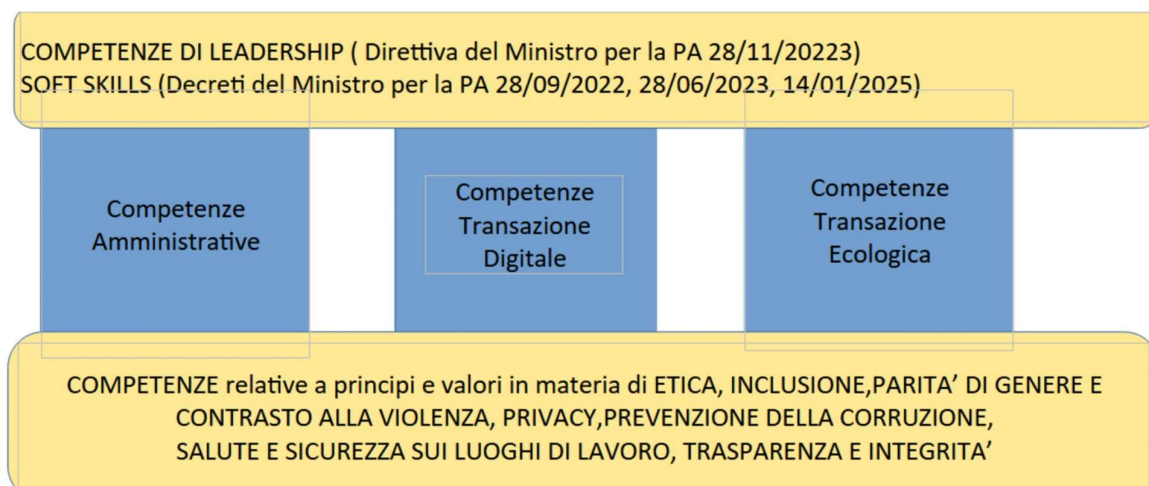 COMPETENZE DI LEADERSHIP ( Direttiva del Ministro per la PA 28/11/20223)
SOFT SKILLS (Decreti del Ministro per la PA 28/09/2022, 28/06/2023, 14/01/2025)
Competenze
Amministrative
Competenze
Transazione
Digitale
Competenze
Transazione
Ecologica
COMPETENZE relative a principi e valori in materia di ETICA, INCLUSIONE,PARITA’ DI GENERE E
CONTRASTO ALLA VIOLENZA, PRIVACY,PREVENZIONE DELLA CORRUZIONE,
SALUTE E SICUREZZA SUI LUOGHI DI LAVORO, TRASPARENZA E INTEGRITA’